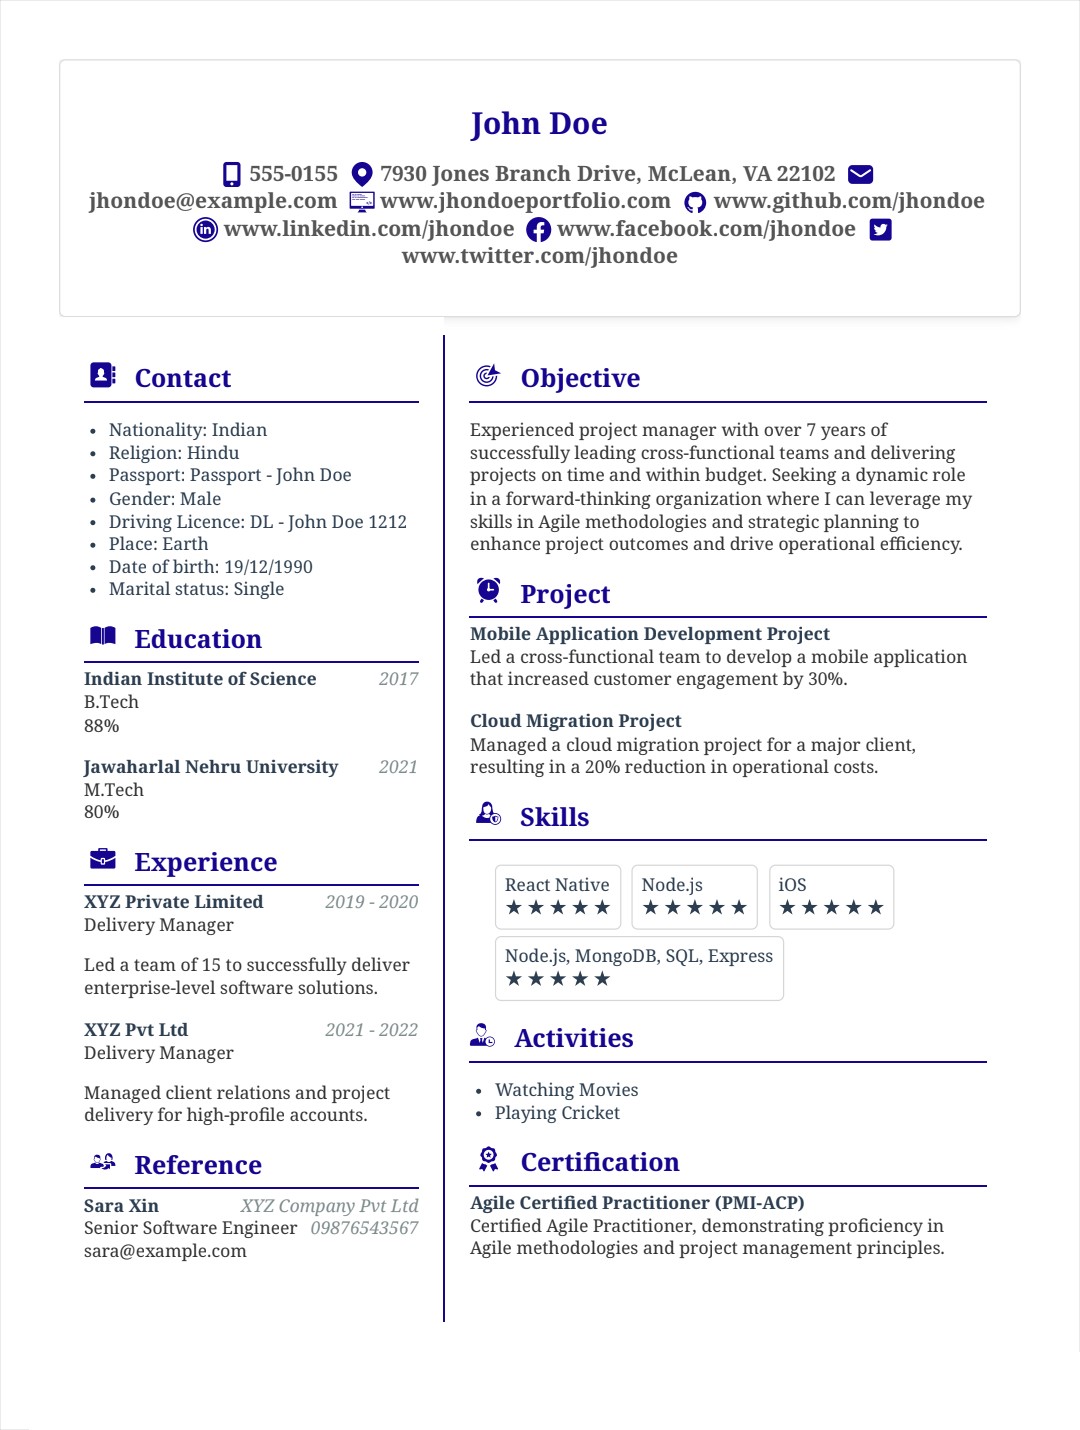 John Doe
555-0155 7930 Jones Branch Drive, McLean, VA 22102
jhondoe@example.com www.jhondoeportfolio.com www.github.com/jhondoe
www.linkedin.com/jhondoe www.facebook.com/jhondoe
www.twitter.com/jhondoe
Contact
• Nationality: Indian
• Religion: Hindu
• Passport: Passport - John Doe
• Gender: Male
• Driving Licence: DL - John Doe 1212
• Place: Earth
• Date of birth: 19/12/1990
• Marital status: Single
Education
Indian Institute of Science 2017
B.Tech
88%
Jawaharlal Nehru University 2021
M.Tech
80%
Experience
XYZ Private Limited 2019 - 2020
Delivery Manager
Led a team of 15 to successfully deliver
enterprise-level software solutions.
XYZ Pvt Ltd 2021 - 2022
Delivery Manager
Managed client relations and project
delivery for high-profile accounts.
Reference
Sara Xin XYZ Company Pvt Ltd
Senior Software Engineer 09876543567
sara@example.com
Objective
Experienced project manager with over 7 years of
successfully leading cross-functional teams and delivering
projects on time and within budget. Seeking a dynamic role
in a forward-thinking organization where I can leverage my
skills in Agile methodologies and strategic planning to
enhance project outcomes and drive operational efficiency.
Project
Mobile Application Development Project
Led a cross-functional team to develop a mobile application
that increased customer engagement by 30%.
Cloud Migration Project
Managed a cloud migration project for a major client,
resulting in a 20% reduction in operational costs.
Skills
React Native Node.js iOS
★★★★★ ★★★★★ ★★★★★
Node.js, MongoDB, SQL, Express
★★★★★
Activities
• Watching Movies
• Playing Cricket
Certification
Agile Certified Practitioner (PMI-ACP)
Certified Agile Practitioner, demonstrating proficiency in
Agile methodologies and project management principles.